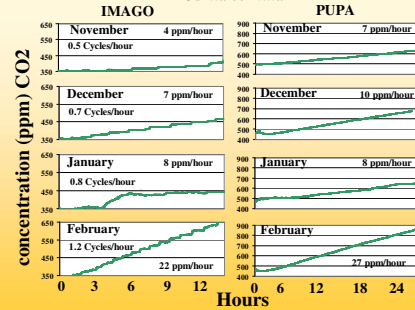 IMAGO
PUPA
concentration (ppm) CO2
650
550
450
350
November
4 ppm/hour
0.5 Cycles/hour
900
800
700
600
500
400
November
7 ppm/hour
650
550
450
350
December
7 ppm/hour
0.7 Cycles/hour
900
800
700
600
500
400
December
10 ppm/hour
650
550
450
350
January
8 ppm/hour
0.8 Cycles/hour
900
800
700
600
500
400
January
8 ppm/hour
650
550
450
350
February
1.2 Cycles/hour
22 ppm/hour
900
800
700
600
500
400
February
27 ppm/hour
0 3 6 9 12
0 6 12 18 24
Hours